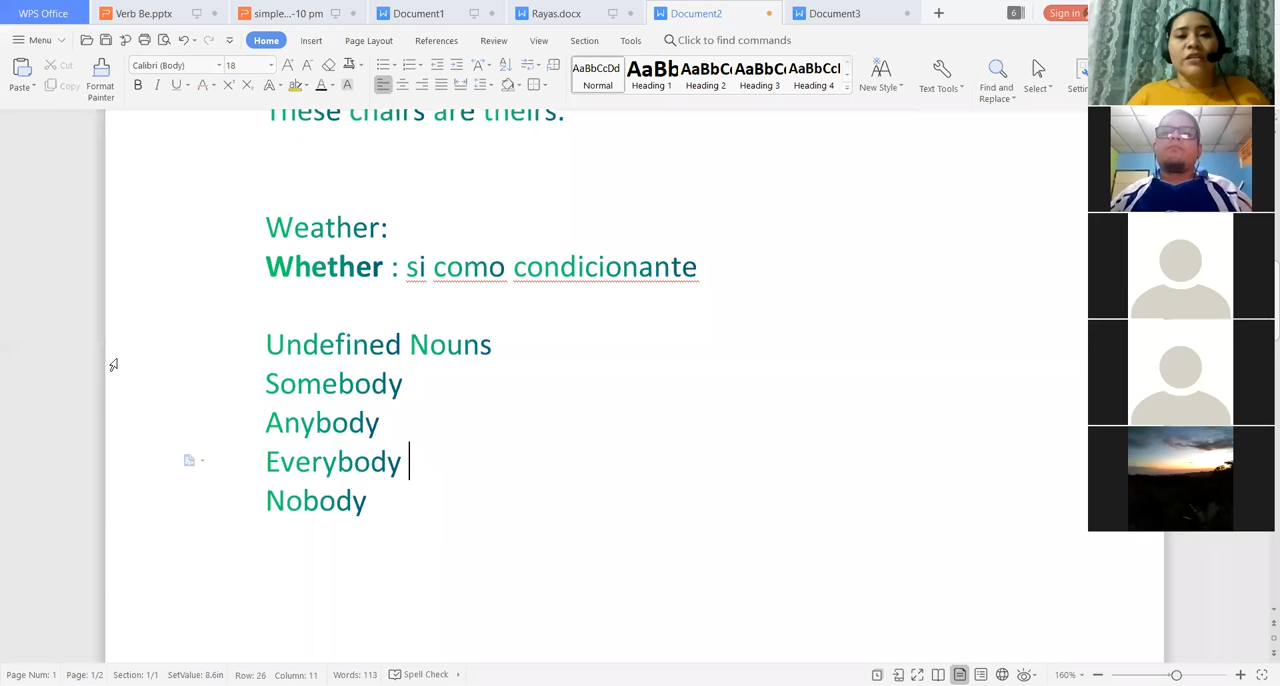 WPS Office Verb Be.pptx simple...-10 pm Document1 Rayas.docx Document2 Document3 + 6 Sign in
Menu Home Insert Page Layout References Review View Section Tools Click to find commands
Paste Cut Copy Format Painter Calibri (Body) 18 B I U A A A
AaBbCcDd Normal AaBb Heading 1 AaBbC Heading 2 AaBbC Heading 3 AaBbCcl Heading 4 New Style Text Tools Find and Replace Select
These chairs are theirs.
Weather:
Whether : si como condicionante
Undefined Nouns
Somebody
Anybody
Everybody
Nobody
Page Num: 1 Page: 1/2 Section: 1/1 SetValue: 8.6in Row: 26 Column: 11 Words: 113 Spell Check 160%